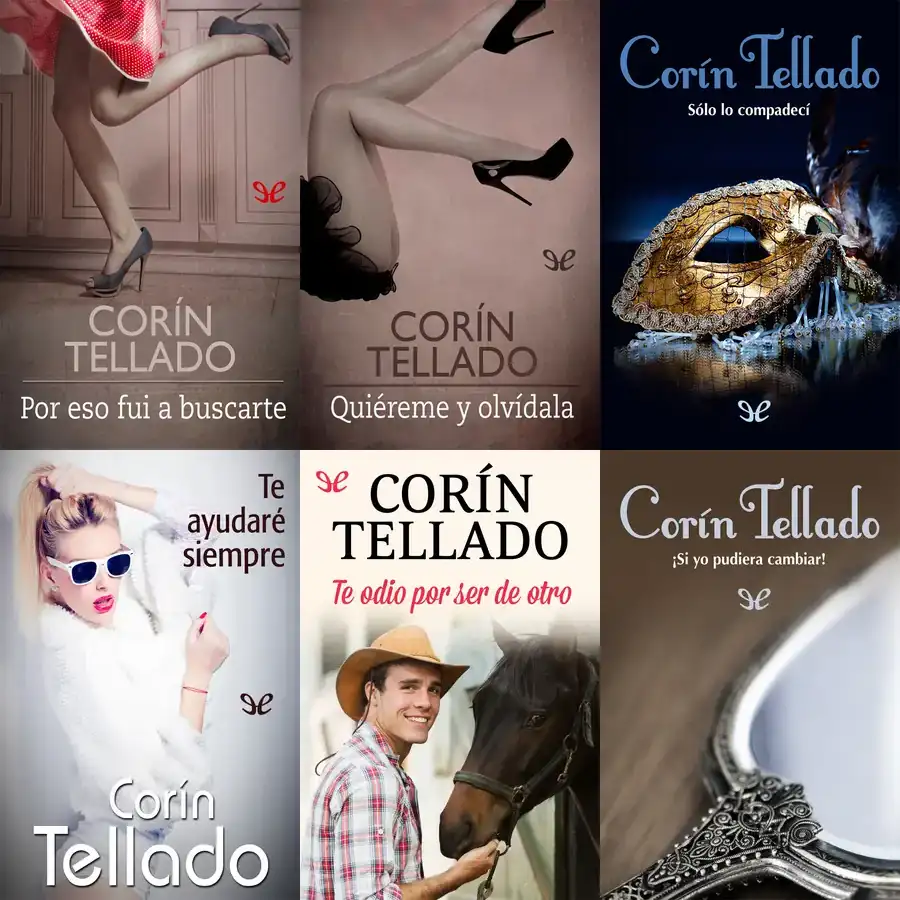 CORÍN
TELLADO
Por eso fui a buscarte
CORÍN
TELLADO
Quiéreme y olvídala
Corín Tellado
Sólo lo compadecí
Te
ayudaré
siempre
Corín
Tellado
CORÍN
TELLADO
Te odio por ser de otro
Corín Tellado
¡Si yo pudiera cambiar!